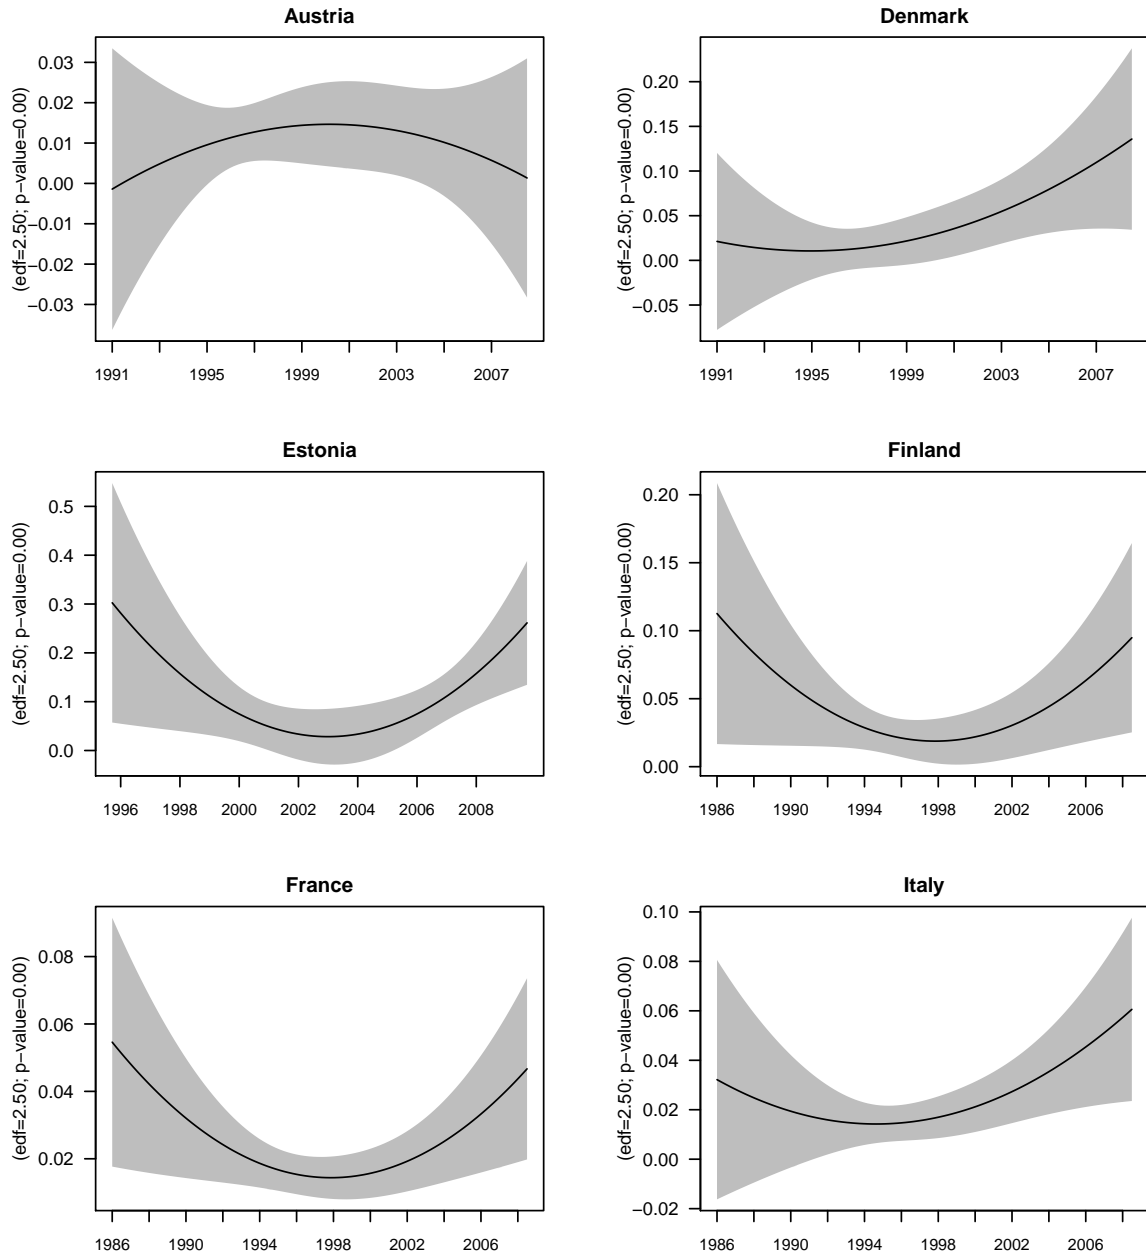 Austria
(edf=2.50; p−value=0.00)
0.03
0.02
0.01
0.00
−0.01
−0.02
−0.03
1991 1995 1999 2003 2007
Denmark
(edf=2.50; p−value=0.00)
0.20
0.15
0.10
0.05
0.00
−0.05
1991 1995 1999 2003 2007
Estonia
(edf=2.50; p−value=0.00)
0.5
0.4
0.3
0.2
0.1
0.0
1996 1998 2000 2002 2004 2006 2008
Finland
(edf=2.50; p−value=0.00)
0.20
0.15
0.10
0.05
0.00
1986 1990 1994 1998 2002 2006
France
(edf=2.50; p−value=0.00)
0.08
0.06
0.04
0.02
1986 1990 1994 1998 2002 2006
Italy
(edf=2.50; p−value=0.00)
0.10
0.08
0.06
0.04
0.02
0.00
−0.02
1986 1990 1994 1998 2002 2006